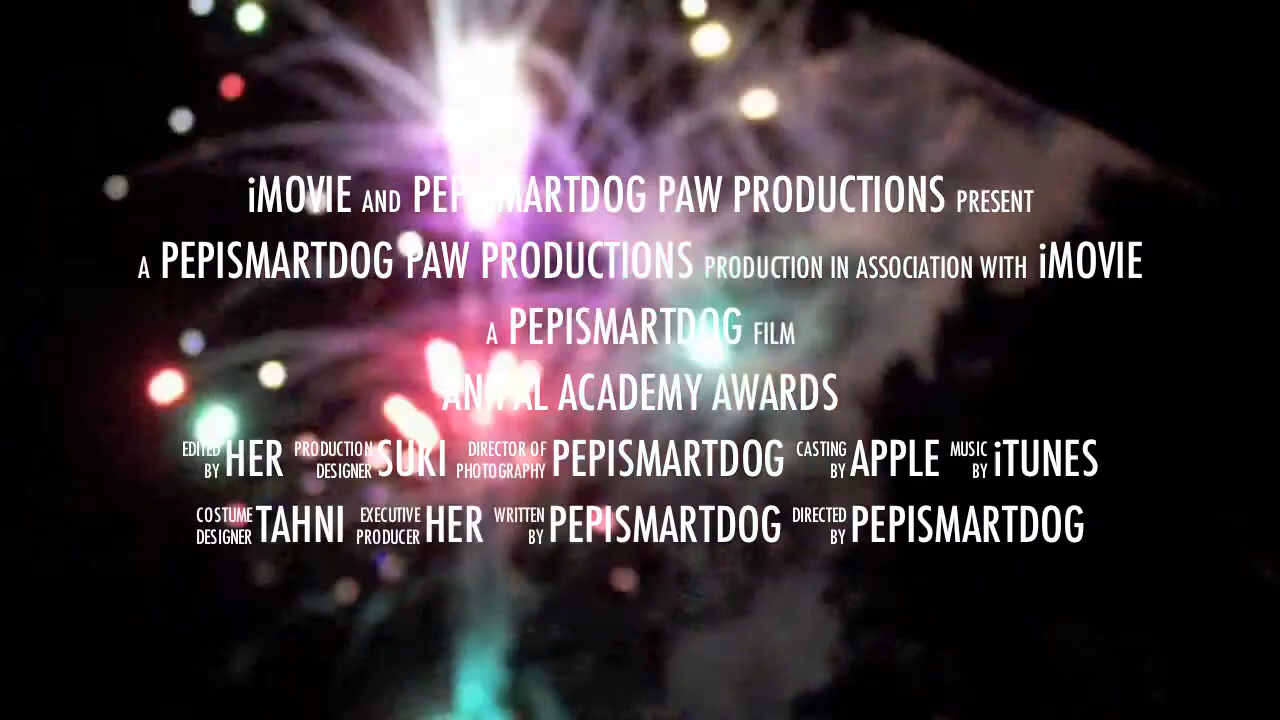 iMOVIE AND PEPISMARTDOG PAW PRODUCTIONS PRESENT
A PEPISMARTDOG PAW PRODUCTIONS PRODUCTION IN ASSOCIATION WITH iMOVIE
A PEPISMARTDOG FILM
ANIMAL ACADEMY AWARDS
EDITED BY HER PRODUCTION DESIGNER SUKI DIRECTOR OF PHOTOGRAPHY PEPISMARTDOG CASTING BY APPLE MUSIC BY iTUNES
COSTUME DESIGNER TAHNI EXECUTIVE PRODUCER HER WRITTEN BY PEPISMARTDOG DIRECTED BY PEPISMARTDOG